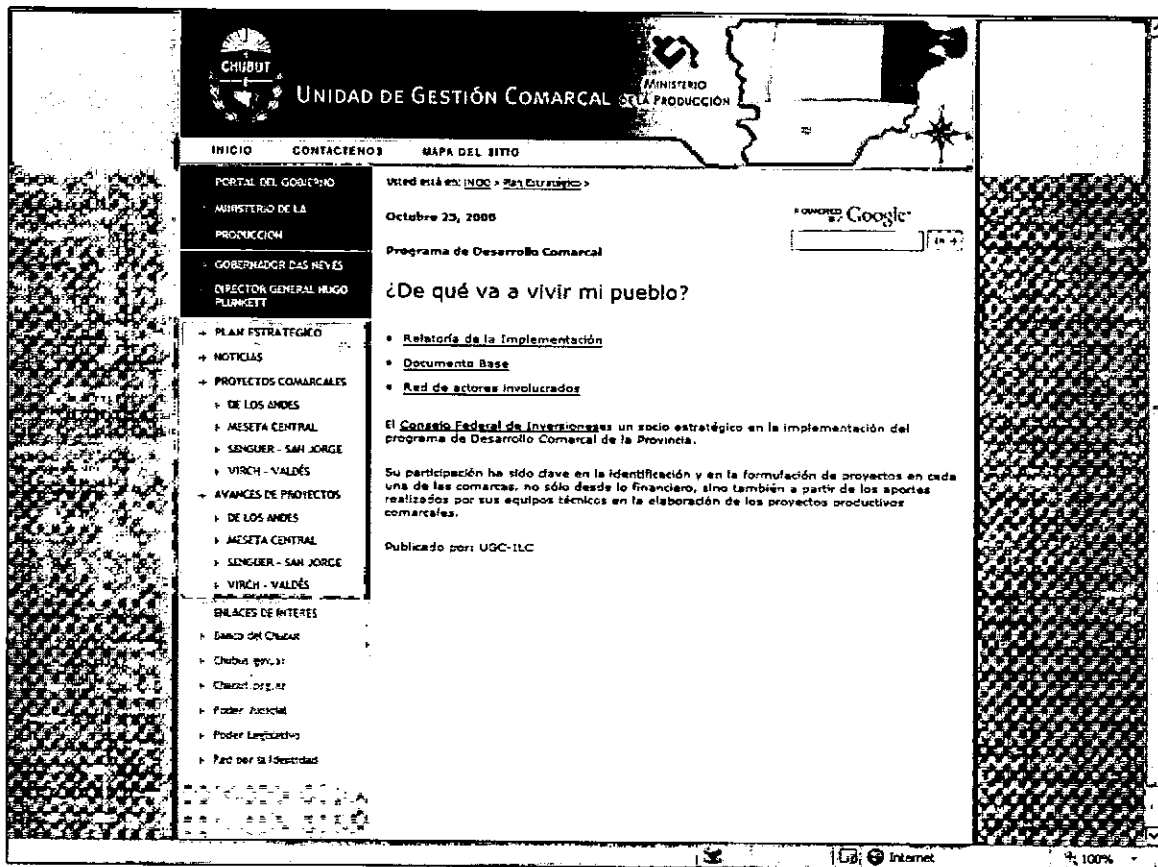 CHUBUT
UNIDAD DE GESTIÓN COMARCAL
MINISTERIO
DE LA PRODUCCIÓN
INICIO CONTACTENOS MAPA DEL SITIO
PORTAL DEL GOBIERNO
MINISTERIO DE LA
PRODUCCION
GOBERNADOR DAS NEVES
DIRECTOR GENERAL HUGO
PLUNKETT
PLAN ESTRATEGICO
NOTICIAS
PROYECTOS COMARCALES
DE LOS ANDES
MESETA CENTRAL
SENGUER - SAN JORGE
VIRCH - VALDÉS
AVANCES DE PROYECTOS
DE LOS ANDES
MESETA CENTRAL
SENGUER - SAN JORGE
VIRCH - VALDÉS
ENLACES DE INTERES
Banco del Chubut
Chubut gov.ar
Chubut org.ar
Poder Judicial
Poder Legislativo
Red por la Identidad
Usted está en: > Plan Estratégico >
Octubre 25,
POWERED BY Google
Programa de Desarrollo Comarcal
¿De qué va a vivir mi pueblo?
• Relatoría de la Implementación
• Documento Base
• Red de actores involucrados
El Consejo Federal de Inversioneses un socio estratégico en la implementación del
programa de Desarrollo Comarcal de la Provincia.
Su participación ha sido clave en la identificación y en la formulación de proyectos en cada
una de las comarcas, no sólo desde lo financiero, sino también a partir de los aportes
realizados por sus equipos técnicos en la elaboración de los proyectos productivos
comarcales.
Publicado por: UGC-ILC
Internet 100%